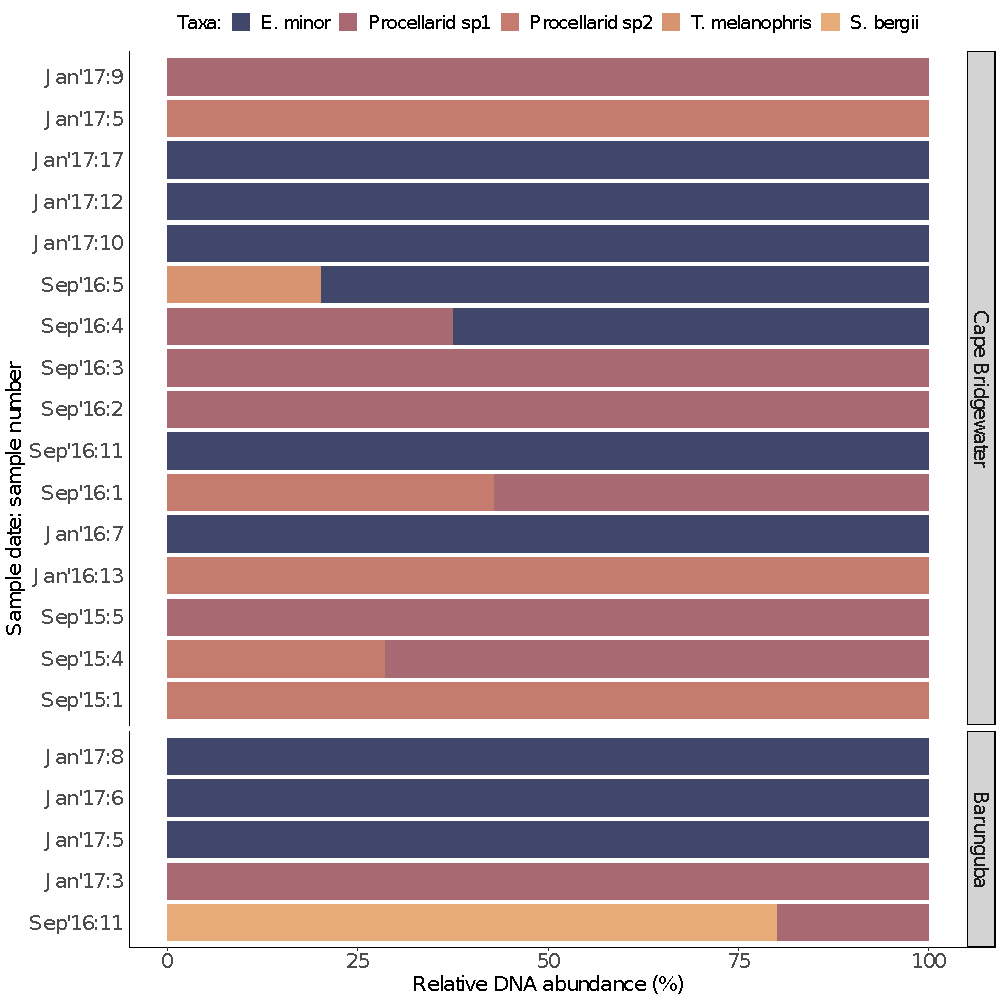 Taxa: E. minor Procellarid sp1 Procellarid sp2 T. melanophris S. bergii
Jan'17:9
Jan'17:5
Jan'17:17
Jan'17:12
Jan'17:10
Sep'16:5
Sep'16:4
Sep'16:3
Sep'16:2
Sep'16:11
Sep'16:1
Jan'16:7
Jan'16:13
Sep'15:5
Sep'15:4
Sep'15:1
Cape Bridgewater
Jan'17:8
Jan'17:6
Jan'17:5
Jan'17:3
Sep'16:11
Barunguba
Sample date: sample number
0 25 50 75 100
Relative DNA abundance (%)